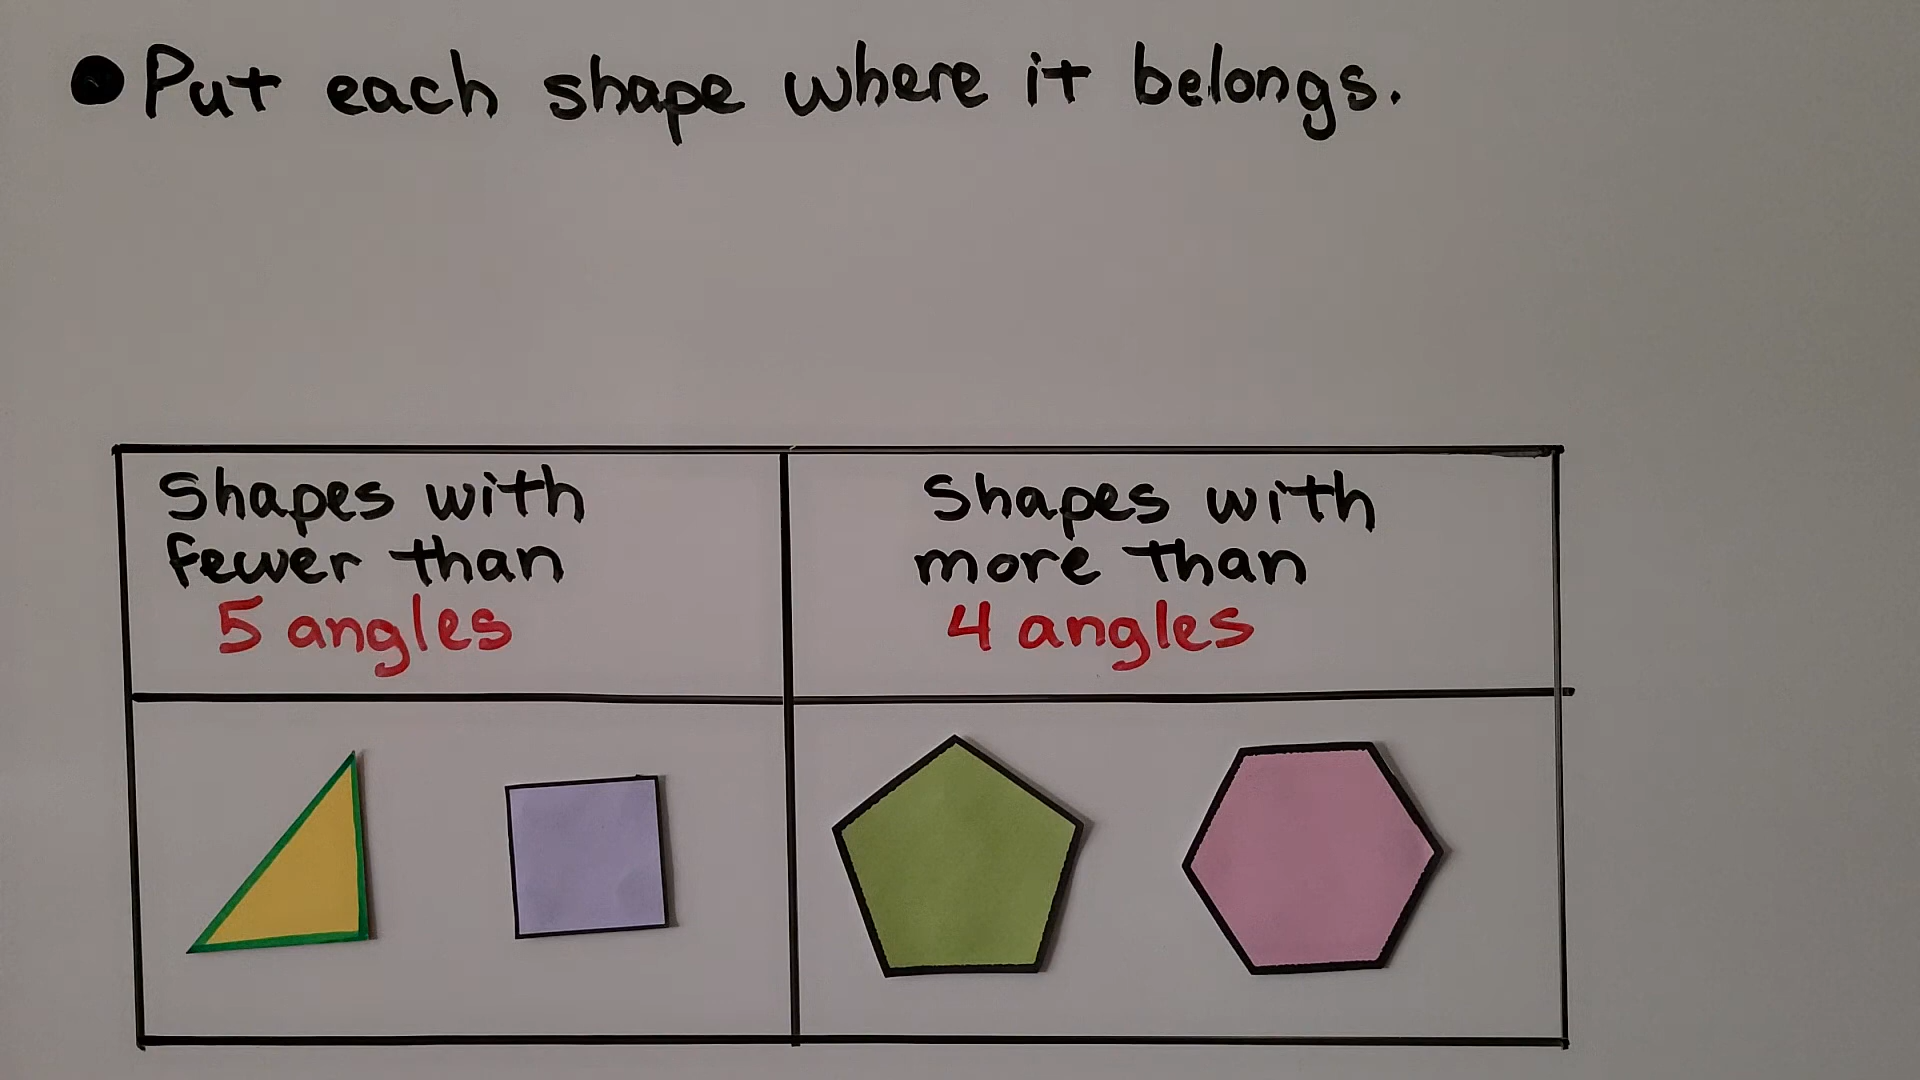 Put each shape where it belongs.
Shapes with
fewer than
5 angles
Shapes with
more than
4 angles